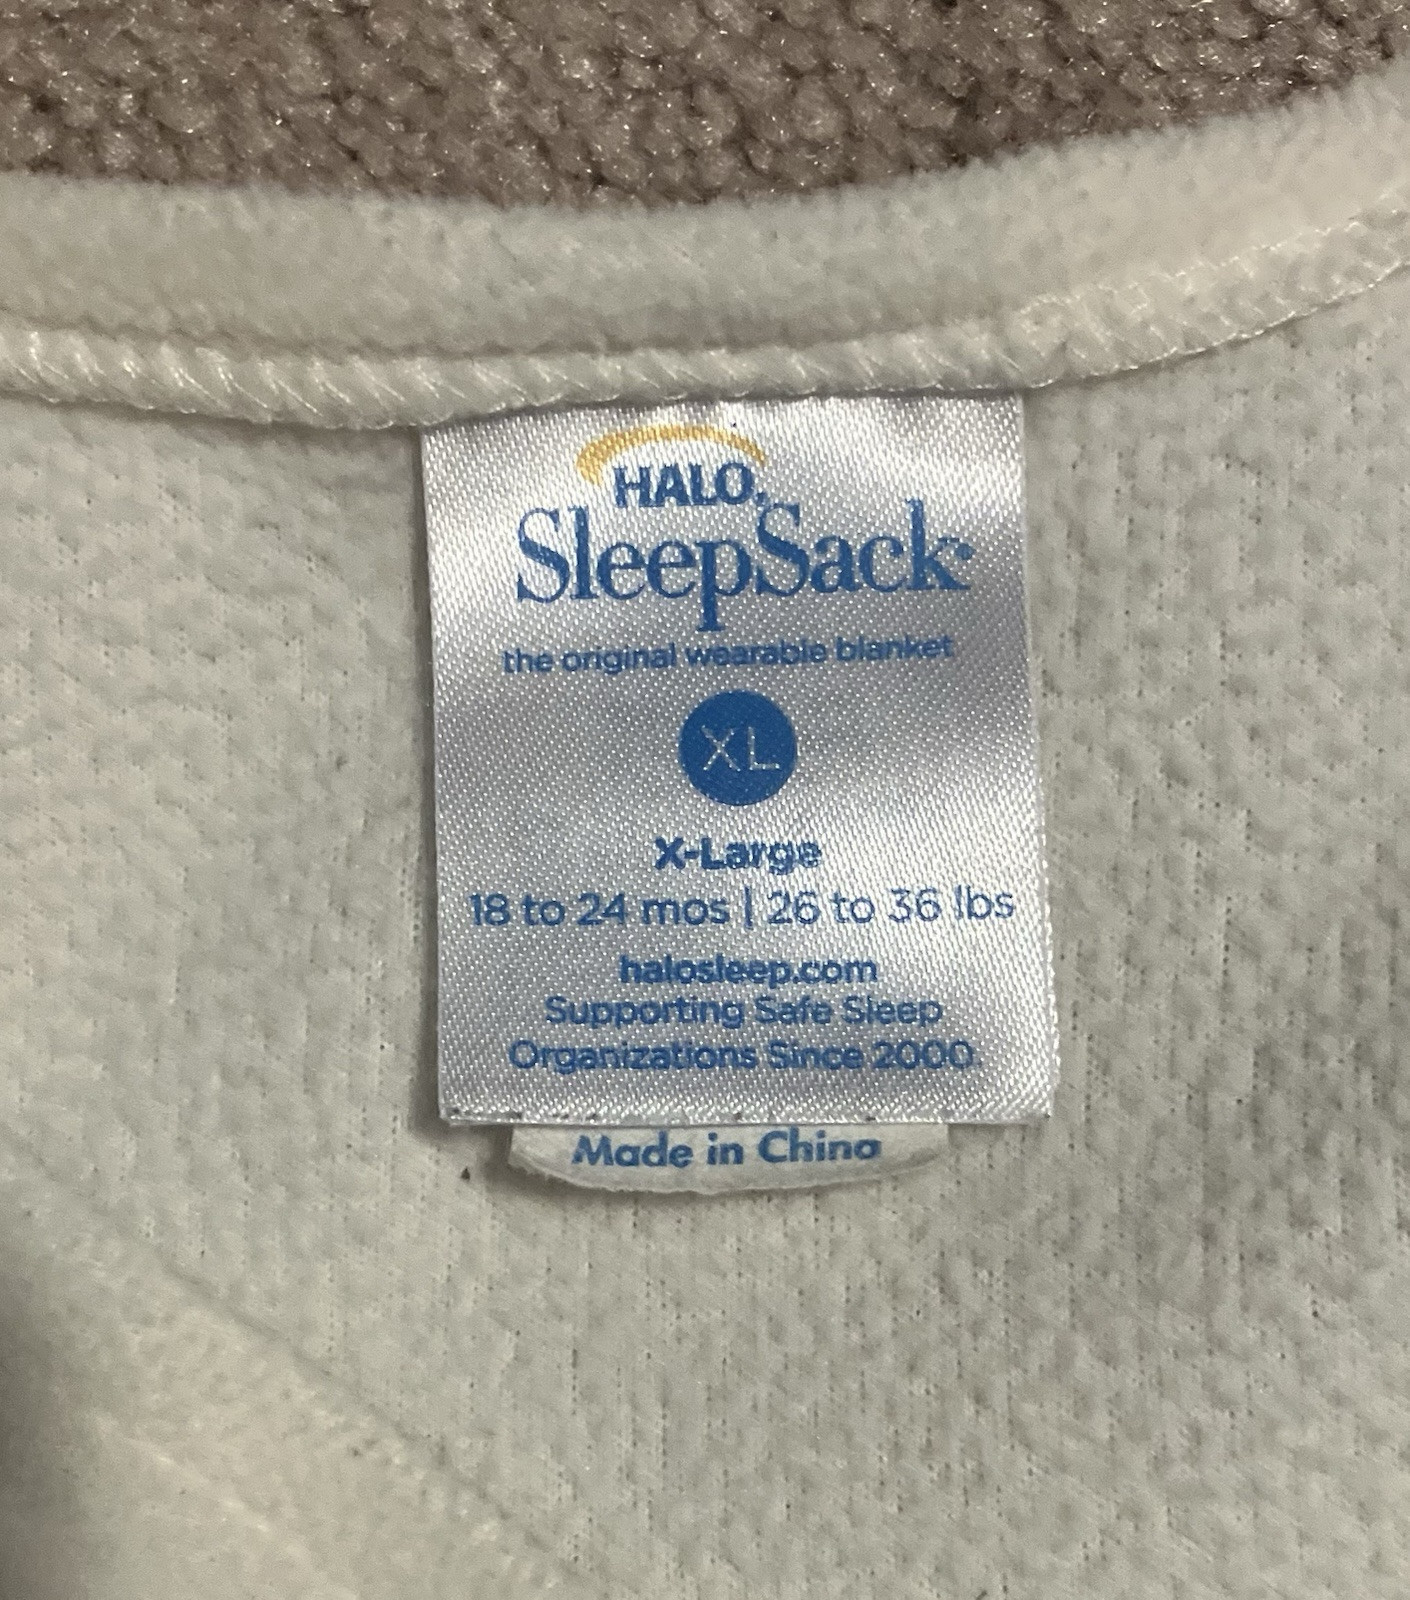 HALO®
SleepSack®
the original wearable blanket
XL
X-Large
18 to 24 mos | 26 to 36 lbs
halosleep.com
Supporting Safe Sleep
Organizations Since 2000.
Made in China